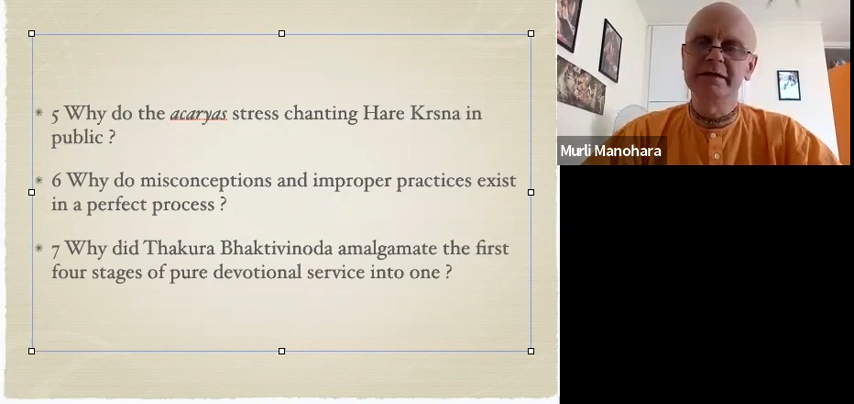 * 5 Why do the acaryas stress chanting Hare Krsna in
public ?
* 6 Why do misconceptions and improper practices exist
in a perfect process ?
* 7 Why did Thakura Bhaktivinoda amalgamate the first
four stages of pure devotional service into one ?
Murli Manohara